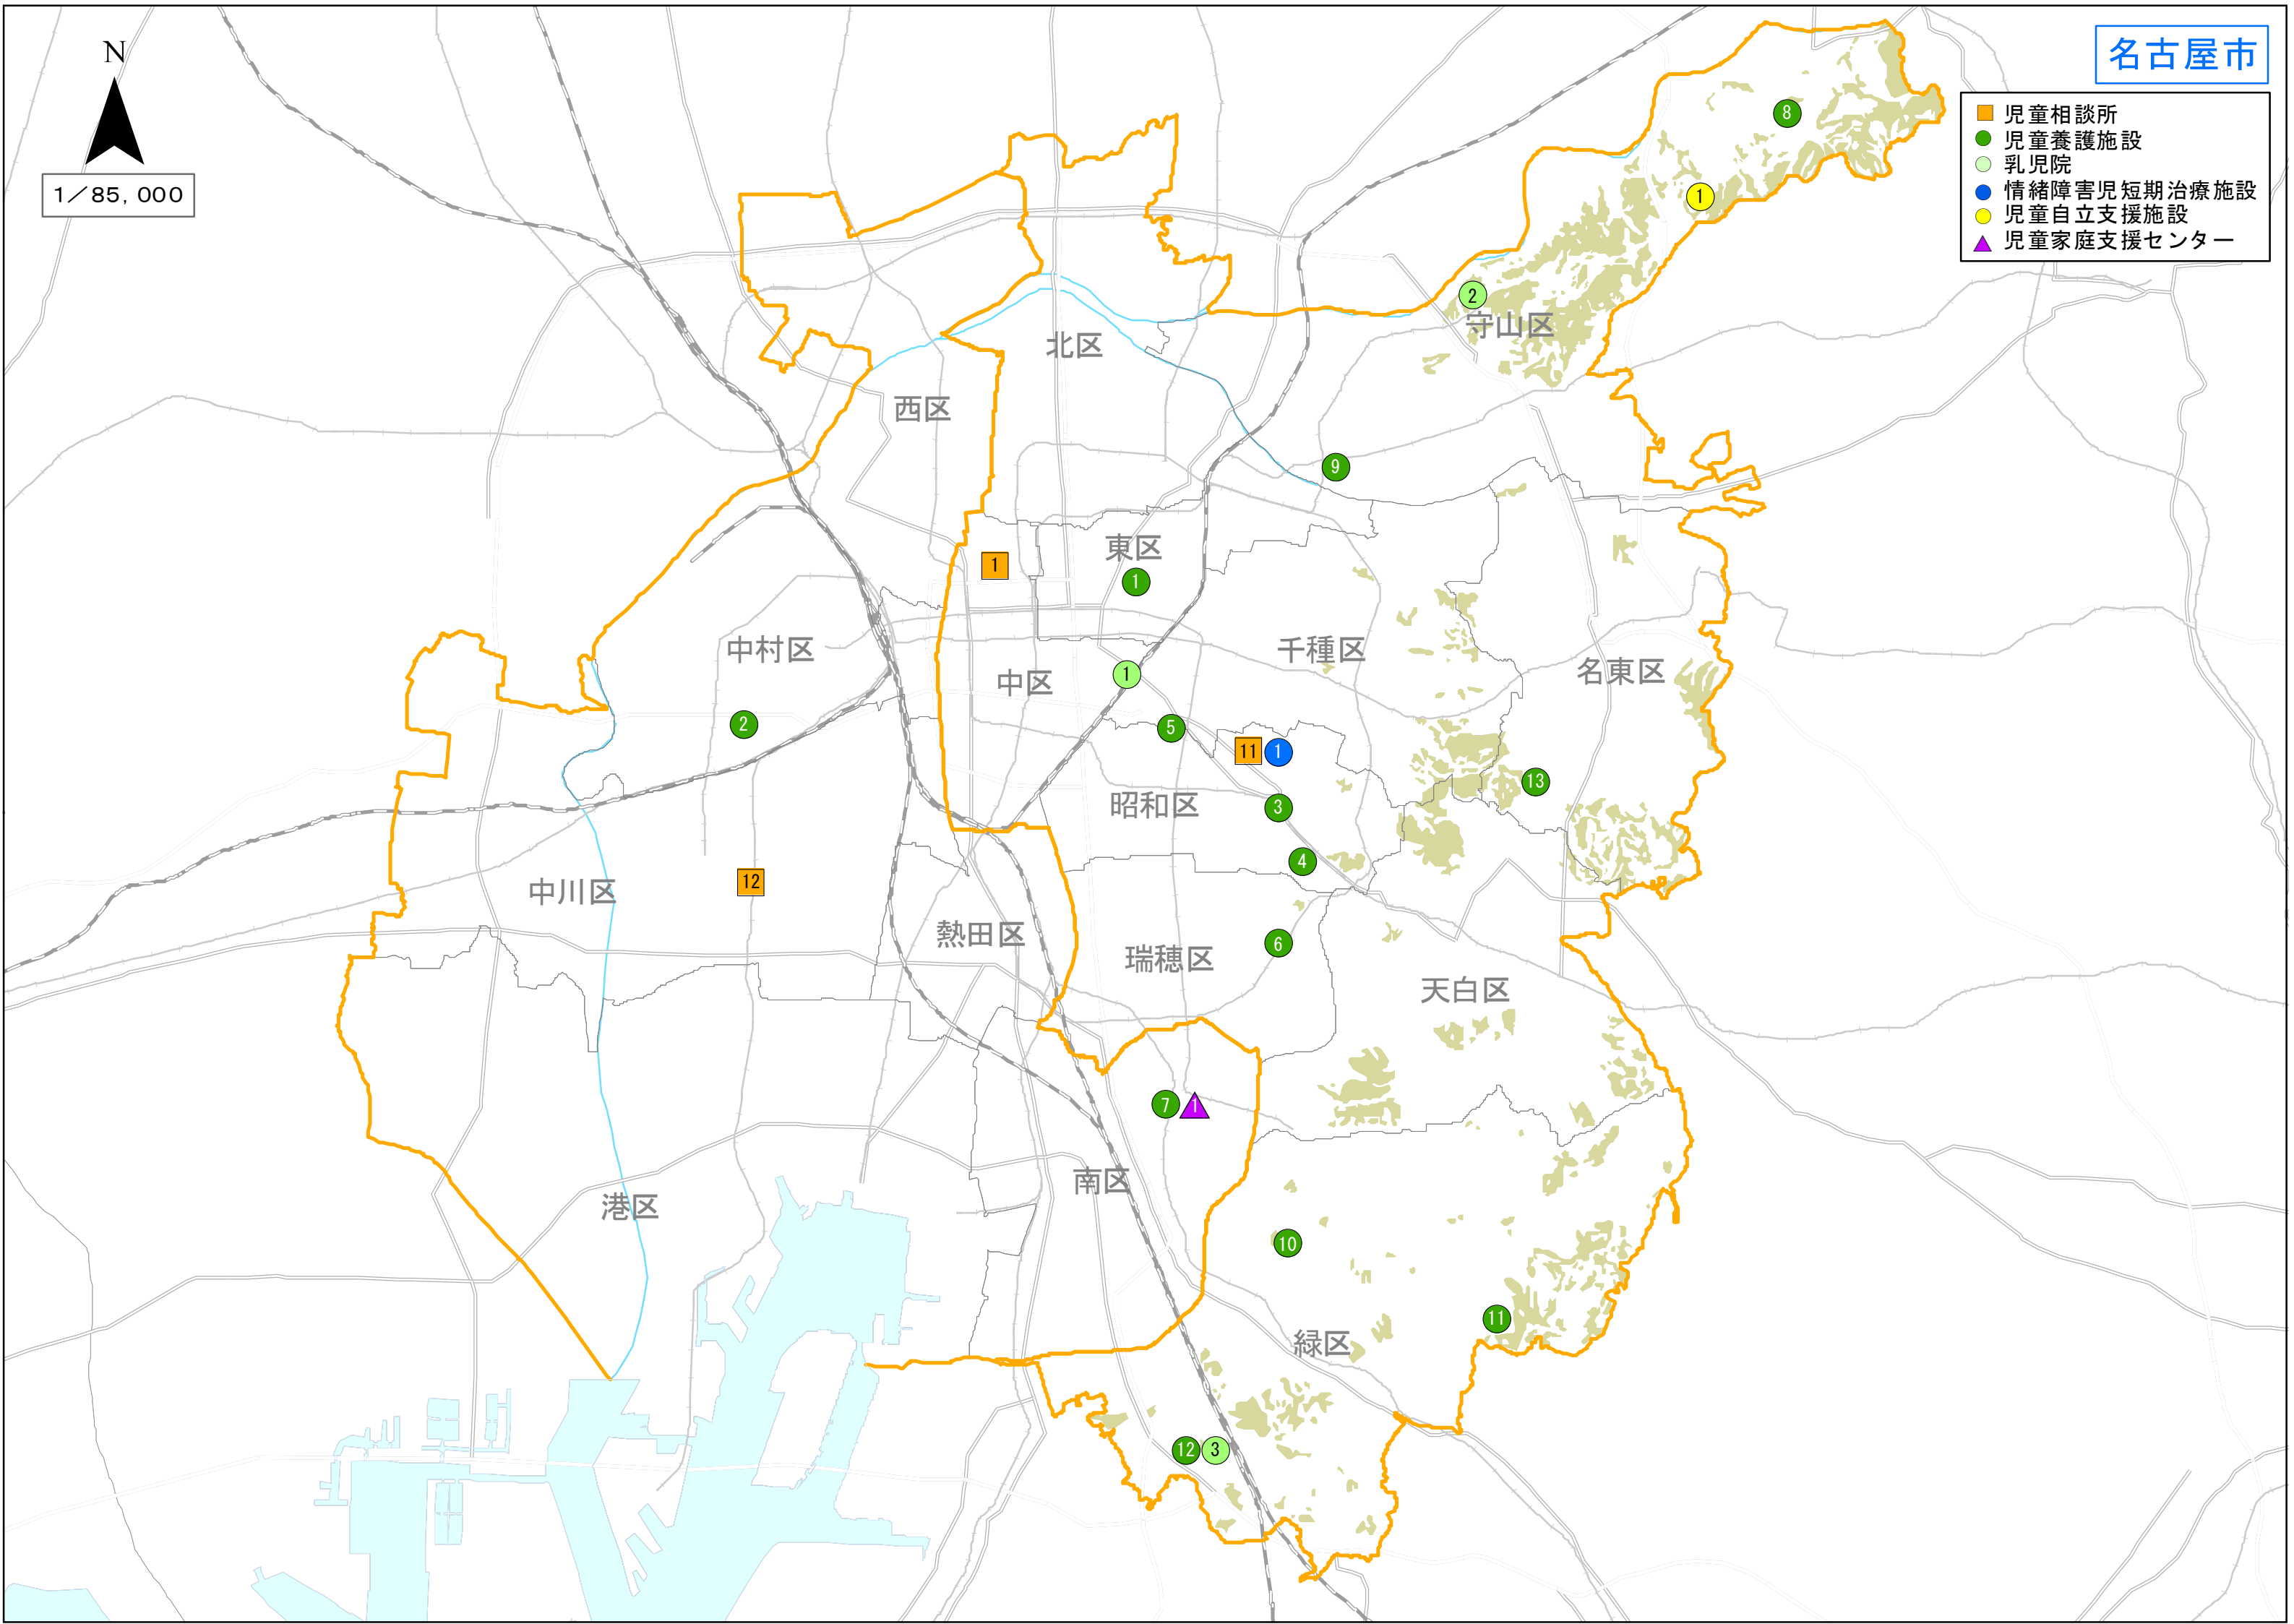 名古屋市
N
1／85,000
児童相談所
児童養護施設
乳児院
情緒障害児短期治療施設
児童自立支援施設
児童家庭支援センター
8
1
2
守山区
北区
西区
9
東区
1
1
中村区
千種区
名東区
中区
1
2
5
11
1
13
昭和区
3
4
中川区
12
熱田区
瑞穂区
6
天白区
7
1
南区
港区
10
11
緑区
12
3